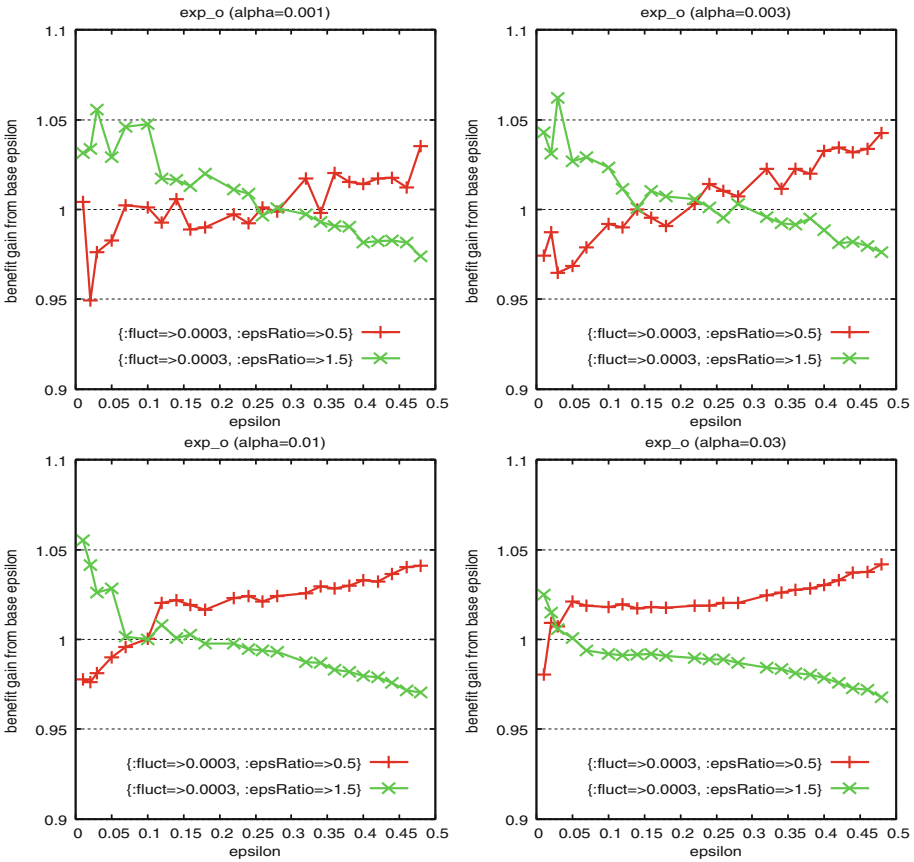 exp_o (alpha=0.001)
1.1
1.05
1
0.95
0.9
benefit gain from base epsilon
{:fluct=>0.0003, :epsRatio=>0.5}
{:fluct=>0.0003, :epsRatio=>1.5}
0 0.05 0.1 0.15 0.2 0.25 0.3 0.35 0.4 0.45 0.5
epsilon
exp_o (alpha=0.003)
1.1
1.05
1
0.95
0.9
benefit gain from base epsilon
{:fluct=>0.0003, :epsRatio=>0.5}
{:fluct=>0.0003, :epsRatio=>1.5}
0 0.05 0.1 0.15 0.2 0.25 0.3 0.35 0.4 0.45 0.5
epsilon
exp_o (alpha=0.01)
1.1
1.05
1
0.95
0.9
benefit gain from base epsilon
{:fluct=>0.0003, :epsRatio=>0.5}
{:fluct=>0.0003, :epsRatio=>1.5}
0 0.05 0.1 0.15 0.2 0.25 0.3 0.35 0.4 0.45 0.5
epsilon
exp_o (alpha=0.03)
1.1
1.05
1
0.95
0.9
benefit gain from base epsilon
{:fluct=>0.0003, :epsRatio=>0.5}
{:fluct=>0.0003, :epsRatio=>1.5}
0 0.05 0.1 0.15 0.2 0.25 0.3 0.35 0.4 0.45 0.5
epsilon